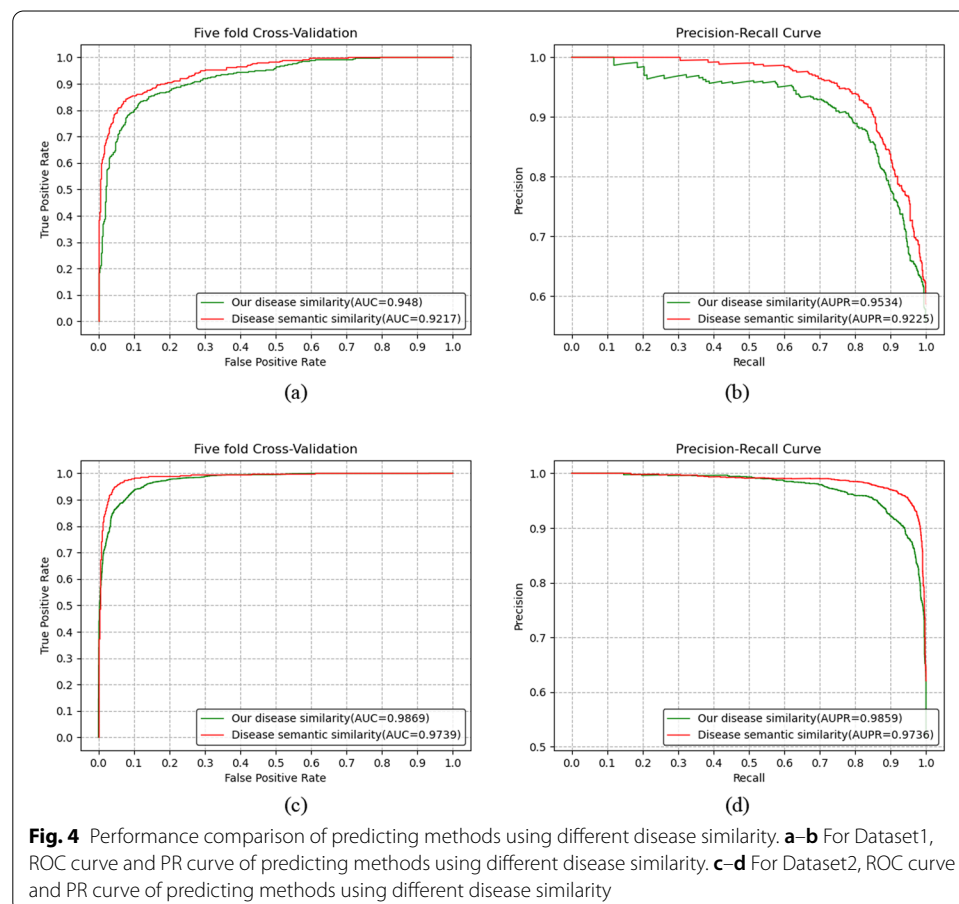 Five fold Cross-Validation
1.0
0.9
0.8
0.7
0.6
0.5
0.4
0.3
0.2
0.1
0.0
True Positive Rate
Our disease similarity(AUC=0.948)
Disease semantic similarity(AUC=0.9217)
0.0 0.1 0.2 0.3 0.4 0.5 0.6 0.7 0.8 0.9 1.0
False Positive Rate
(a)
Precision-Recall Curve
1.0
0.9
0.8
0.7
0.6
Precision
Our disease similarity(AUPR=0.9534)
Disease semantic similarity(AUPR=0.9225)
0.0 0.1 0.2 0.3 0.4 0.5 0.6 0.7 0.8 0.9 1.0
Recall
(b)
Five fold Cross-Validation
1.0
0.9
0.8
0.7
0.6
0.5
0.4
0.3
0.2
0.1
0.0
True Positive Rate
Our disease similarity(AUC=0.9869)
Disease semantic similarity(AUC=0.9739)
0.0 0.1 0.2 0.3 0.4 0.5 0.6 0.7 0.8 0.9 1.0
False Positive Rate
(c)
Precision-Recall Curve
1.0
0.9
0.8
0.7
0.6
0.5
Precision
Our disease similarity(AUPR=0.9859)
Disease semantic similarity(AUPR=0.9736)
0.0 0.1 0.2 0.3 0.4 0.5 0.6 0.7 0.8 0.9 1.0
Recall
(d)
Fig. 4 Performance comparison of predicting methods using different disease similarity. a–b For Dataset1,
ROC curve and PR curve of predicting methods using different disease similarity. c–d For Dataset2, ROC curve
and PR curve of predicting methods using different disease similarity